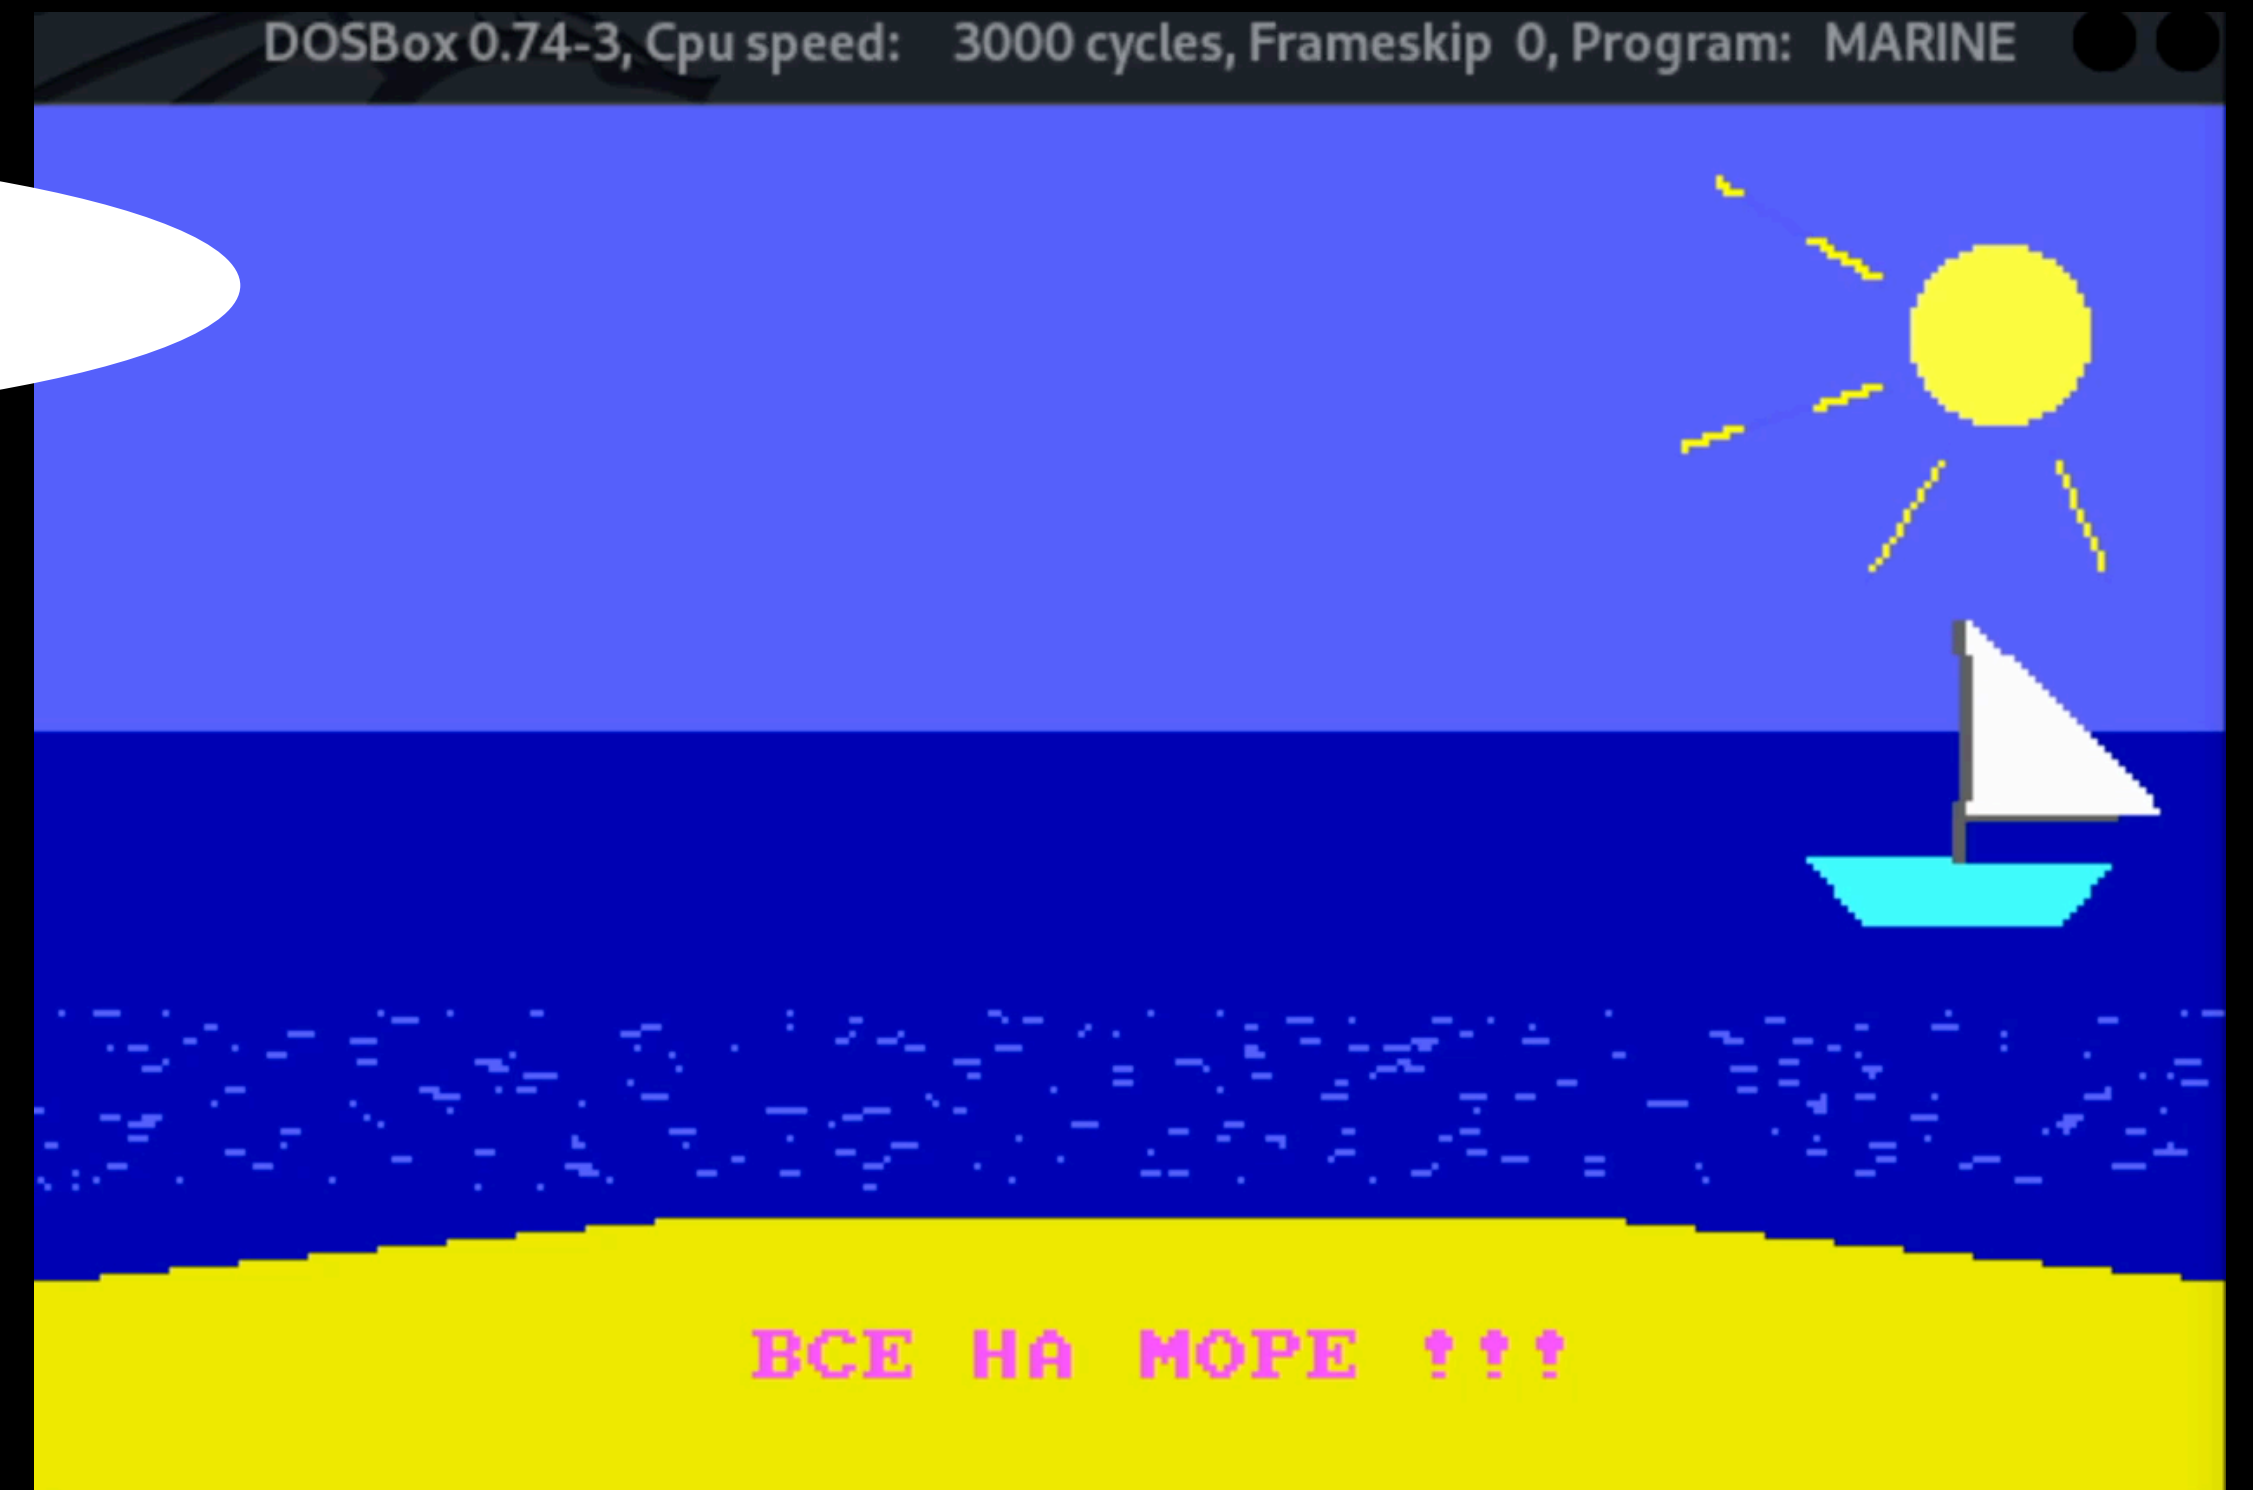 DOSBox 0.74-3, Cpu speed: 3000 cycles, Frameskip 0, Program: MARINE
ВСЕ НА МОРЕ !!!